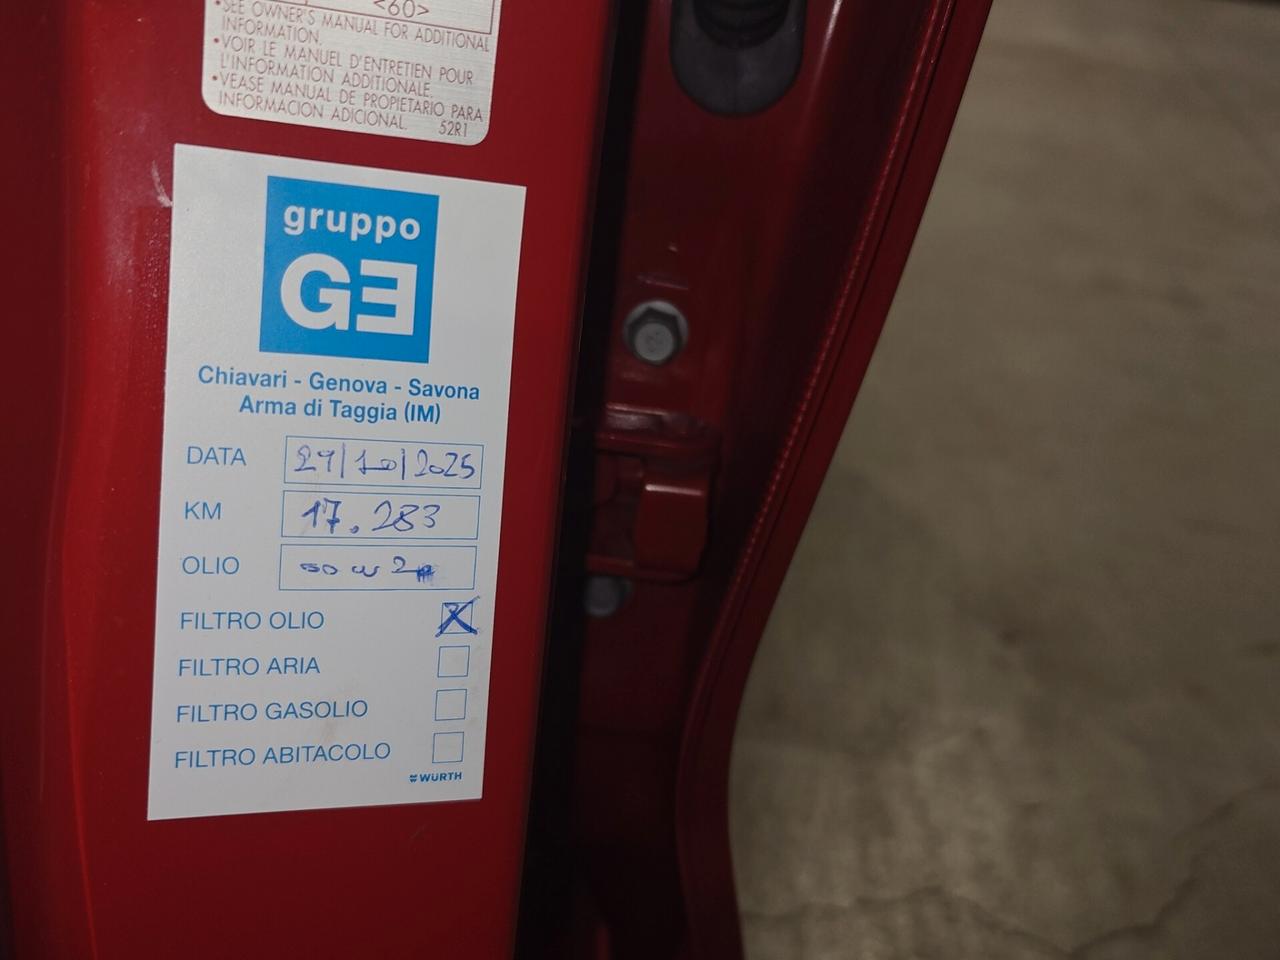 <60>
•SEE OWNER'S MANUAL FOR ADDITIONAL
INFORMATION.
•VOIR LE MANUEL D'ENTRETIEN POUR
L'INFORMATION ADDITIONALE.
•VEASE MANUAL DE PROPIETARIO PARA
INFORMACION ADICIONAL. 52R1
gruppo
GE
Chiavari - Genova - Savona
Arma di Taggia (IM)
DATA 29/10/2025
KM 17.283
OLIO
FILTRO OLIO X
FILTRO ARIA
FILTRO GASOLIO
FILTRO ABITACOLO
WÜRTH